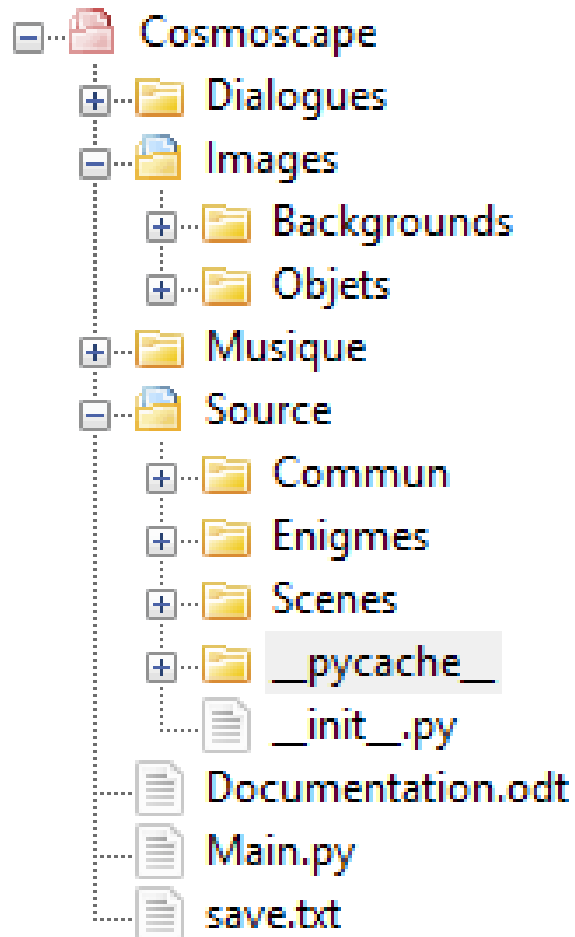 Cosmoscape
Dialogues
Images
Backgrounds
Objets
Musique
Source
Commun
Enigmes
Scenes
__pycache__
__init__.py
Documentation.odt
Main.py
save.txt